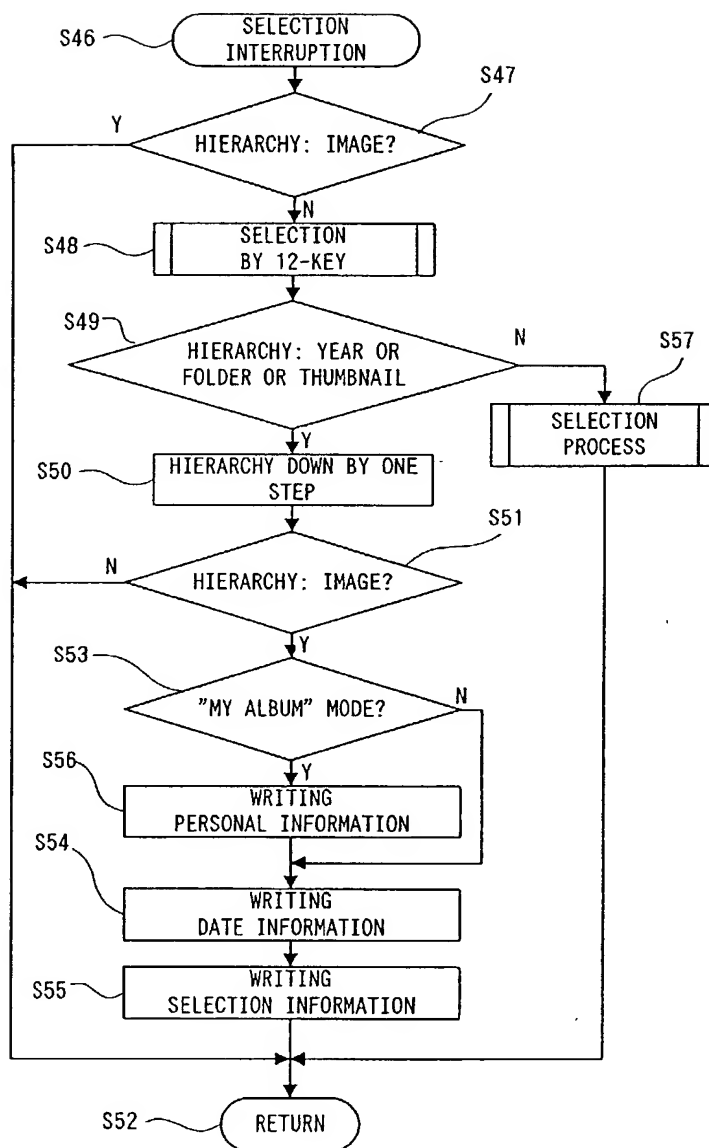 S46
SELECTION
INTERRUPTION
S47
Y
HIERARCHY: IMAGE?
N
S48
SELECTION
BY 12-KEY
S49
HIERARCHY: YEAR OR
FOLDER OR THUMBNAIL
N
S57
Y
SELECTION
PROCESS
S50
HIERARCHY DOWN BY ONE
STEP
S51
N
HIERARCHY: IMAGE?
Y
S53
"MY ALBUM" MODE?
N
S56
Y
WRITING
PERSONAL INFORMATION
S54
WRITING
DATE INFORMATION
S55
WRITING
SELECTION INFORMATION
S52
RETURN